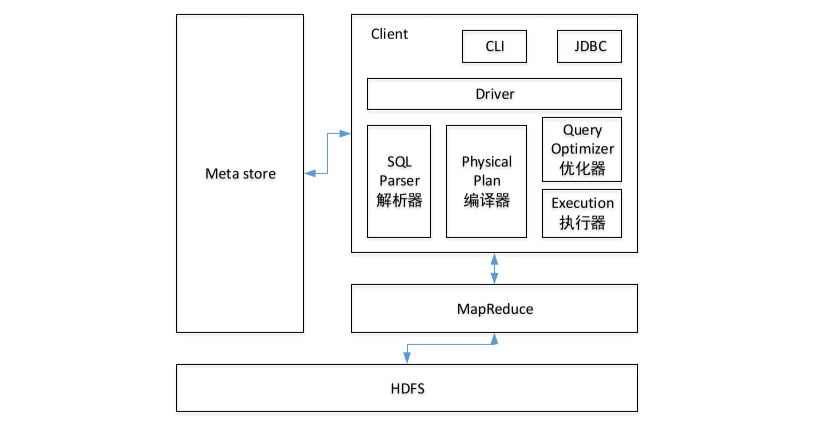 Client
CLI
JDBC
Driver
Meta store
SQL
Parser
解析器
Physical
Plan
编译器
Query
Optimizer
优化器
Execution
执行器
MapReduce
HDFS